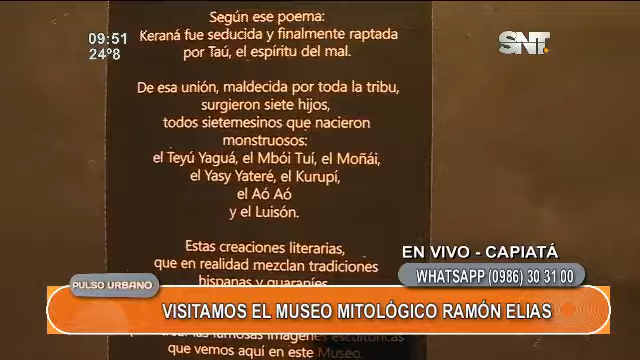 Según ese poema:
Keraná fue seducida y finalmente raptada
por Taú, el espíritu del mal.
De esa unión, maldecida por toda la tribu,
surgieron siete hijos,
todos sietemesinos que nacieron
monstruosos:
el Teyú Yaguá, el Mbói Tuí, el Moñái,
el Yasy Yateré, el Kurupí,
el Aó Aó
y el Luisón.
Estas creaciones literarias,
que en realidad mezclan tradiciones
hispanas y guaraníes
las famosas imágenes escultóricas
que vemos aquí en este Museo.
09:51
24°8
SNT
EN VIVO - CAPIATÁ
WHATSAPP (0986) 30 31 00
PULSO URBANO
VISITAMOS EL MUSEO MITOLÓGICO RAMÓN ELIAS